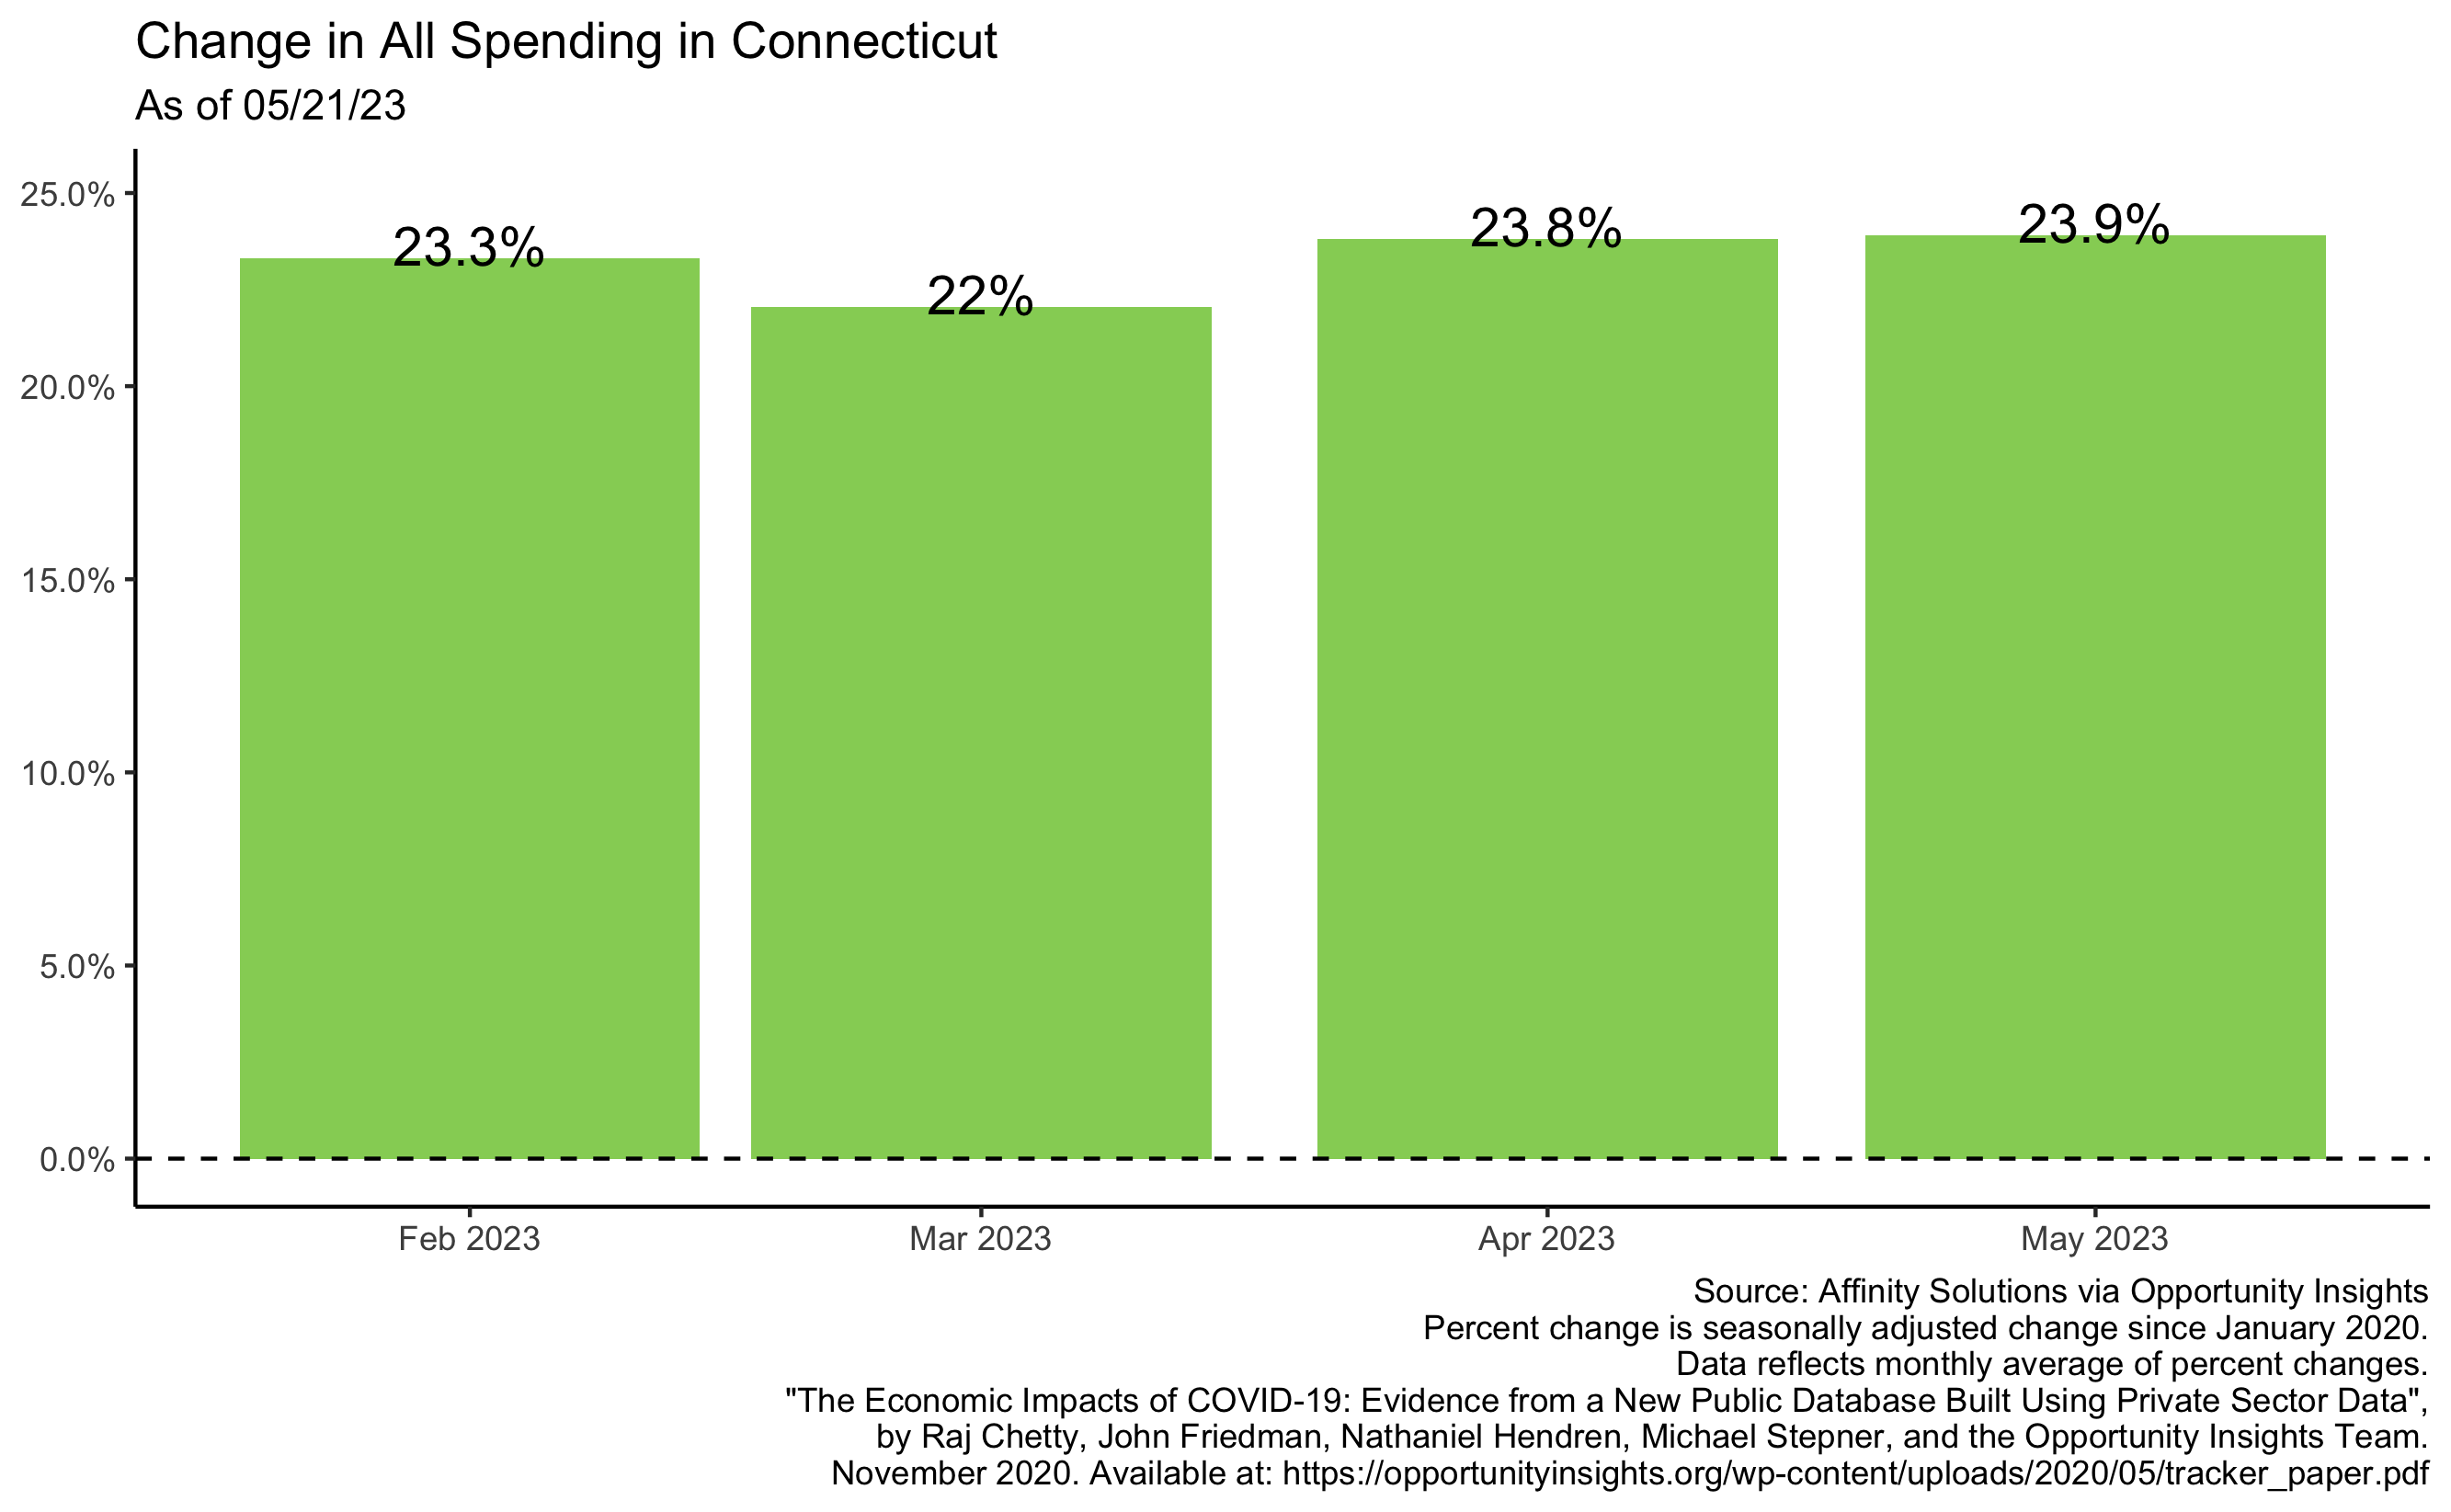 Change in All Spending in Connecticut
As of 05/21/23
25.0%
20.0%
15.0%
10.0%
5.0%
0.0%
23.3%
22%
23.8%
23.9%
Feb 2023
Mar 2023
Apr 2023
May 2023
Source: Affinity Solutions via Opportunity Insights
Percent change is seasonally adjusted change since January 2020.
Data reflects monthly average of percent changes.
"The Economic Impacts of COVID-19: Evidence from a New Public Database Built Using Private Sector Data",
by Raj Chetty, John Friedman, Nathaniel Hendren, Michael Stepner, and the Opportunity Insights Team.
November 2020. Available at: https://opportunityinsights.org/wp-content/uploads/2020/05/tracker_paper.pdf